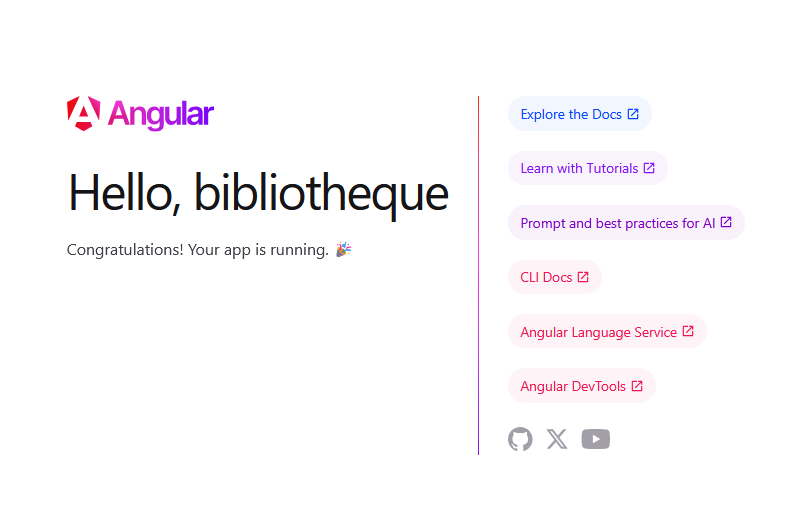 Angular
Hello, bibliotheque
Congratulations! Your app is running. 🎉
Explore the Docs
Learn with Tutorials
Prompt and best practices for AI
CLI Docs
Angular Language Service
Angular DevTools